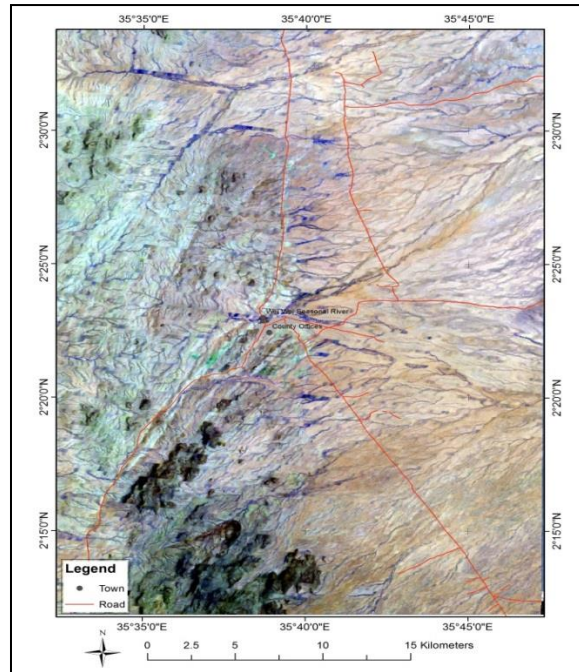 35°35'0"E 35°40'0"E 35°45'0"E
2°30'0"N 2°30'0"N
2°25'0"N 2°25'0"N
Seasonal River
County Offices
2°20'0"N 2°20'0"N
2°15'0"N 2°15'0"N
Legend
Town
Road
35°35'0"E 35°40'0"E 35°45'0"E
N
0 2.5 5 10 15 Kilometers